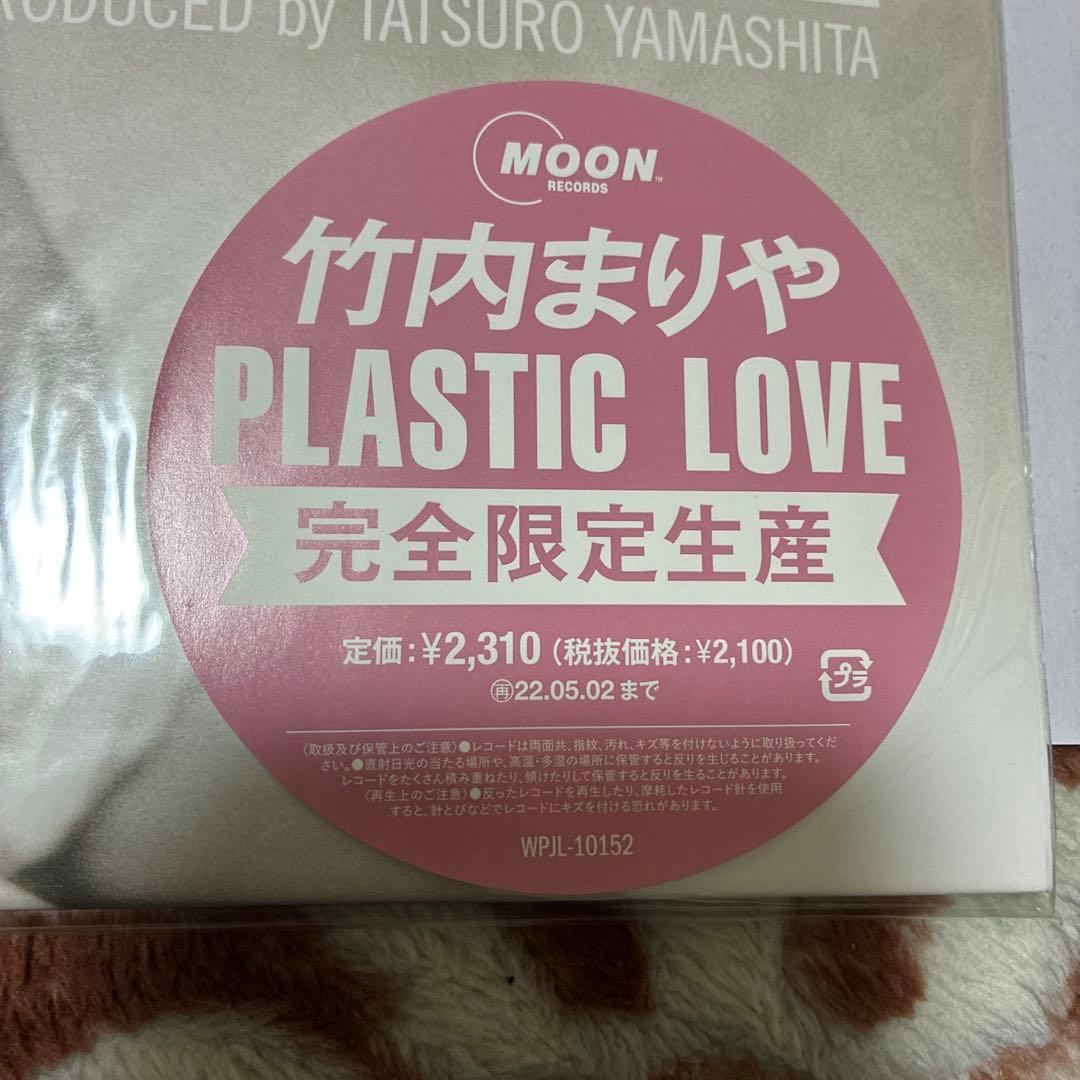 RODUCED by TATSURO YAMASHITA
MOON
RECORDS
竹内まりや
PLASTIC LOVE
完全限定生産
定価:¥2,310(税抜価格:¥2,100)
プラ
㊞22.05.02まで
〈取扱及び保管上のご注意〉●レコードは両面共、指紋、汚れ、キズ等を付けないように取り扱ってくだ
さい。●直射日光の当たる場所や、高温・多湿の場所に保管すると反りを生じることがあります。
レコードをたくさん積み重ねたり、傾けたりして保管すると反りを生ることがあります。
〈再生上のご注意〉●反ったレコードを再生したり、摩耗したレコード針を使用
すると、針とびなどでレコードにキズを付ける恐れがあります。
WPJL-10152